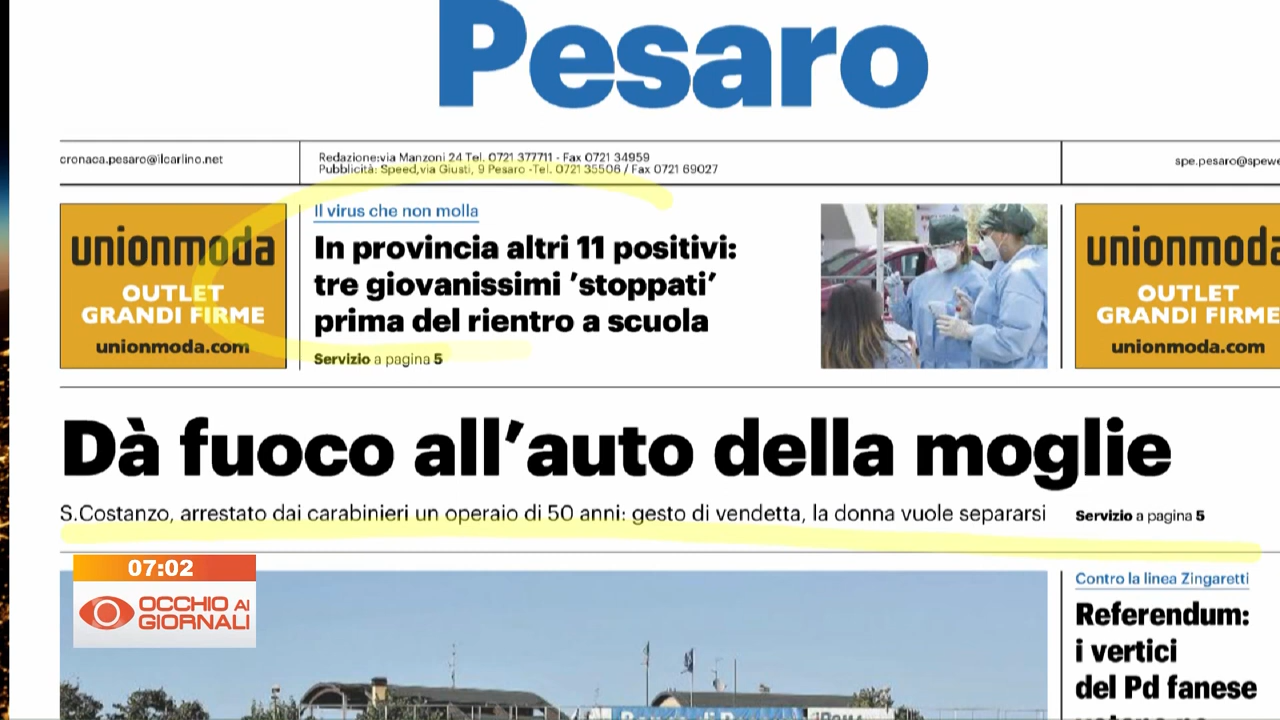 Pesaro
cronaca.pesaro@ilcarlino.net
Redazione:via Manzoni 24 Tel. 0721 377711 - Fax 0721 34959
Pubblicità: Speed,via Giusti, 9 Pesaro -Tel. 0721 35506 / Fax 0721 69027
unionmoda
OUTLET
GRANDI FIRME
unionmoda.com
Il virus che non molla
In provincia altri 11 positivi:
tre giovanissimi 'stoppati'
prima del rientro a scuola
Servizio a pagina 5
unionmoda
OUTLET
GRANDI FIRME
unionmoda.com
Dà fuoco all'auto della moglie
S.Costanzo, arrestato dai carabinieri un operaio di 50 anni: gesto di vendetta, la donna vuole separarsi
Servizio a pagina 5
07:02
OCCHIO AI
GIORNALI
Contro la linea Zingaretti
Referendum:
i vertici
del Pd fanese